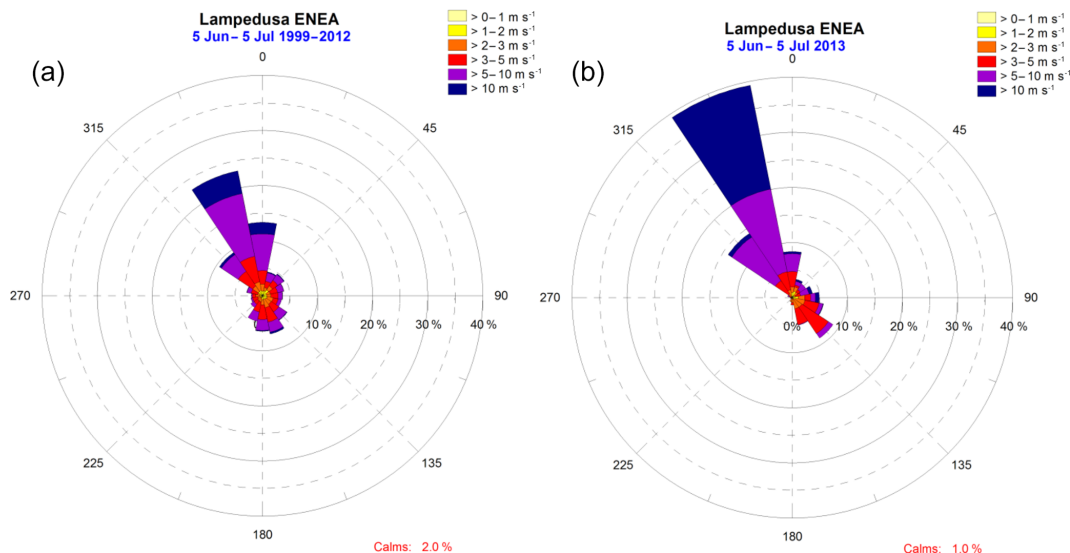 Lampedusa ENEA
5 Jun – 5 Jul 1999–2012
(a)
> 0–1 m s⁻¹
> 1–2 m s⁻¹
> 2–3 m s⁻¹
> 3–5 m s⁻¹
> 5–10 m s⁻¹
> 10 m s⁻¹
0
45
90
135
180
225
270
315
10 %
20 %
30 %
40 %
Calms: 2.0 %
Lampedusa ENEA
5 Jun – 5 Jul 2013
(b)
> 0–1 m s⁻¹
> 1–2 m s⁻¹
> 2–3 m s⁻¹
> 3–5 m s⁻¹
> 5–10 m s⁻¹
> 10 m s⁻¹
0
45
90
135
180
225
270
315
0%
10 %
20 %
30 %
40 %
Calms: 1.0 %